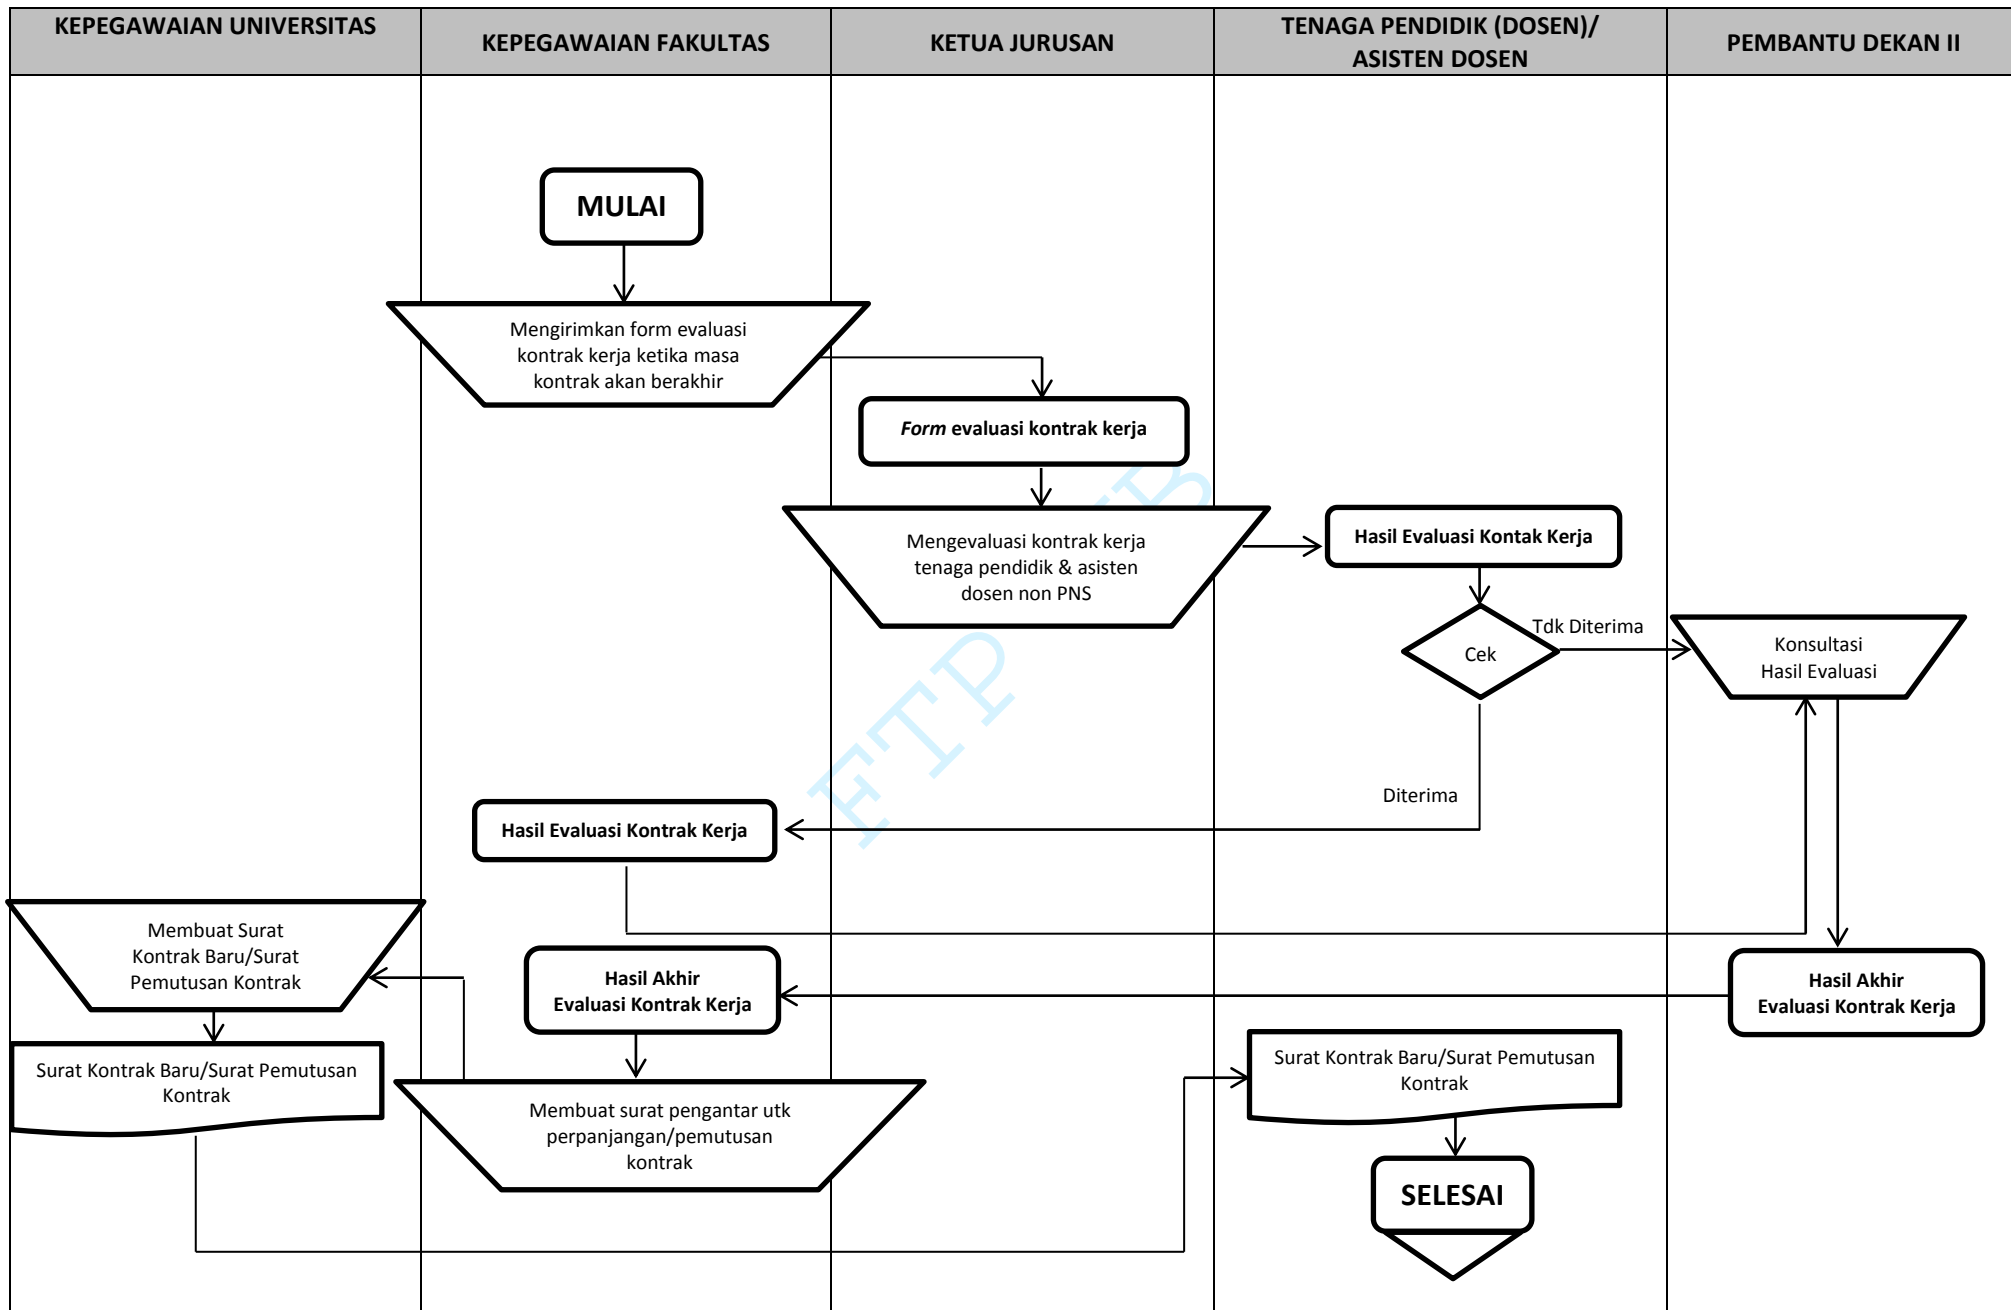 KEPEGAWAIAN UNIVERSITAS
KEPEGAWAIAN FAKULTAS
KETUA JURUSAN
TENAGA PENDIDIK (DOSEN)/
ASISTEN DOSEN
PEMBANTU DEKAN II
MULAI
Mengirimkan form evaluasi
kontrak kerja ketika masa
kontrak akan berakhir
Form evaluasi kontrak kerja
Mengevaluasi kontrak kerja
tenaga pendidik & asisten
dosen non PNS
Hasil Evaluasi Kontak Kerja
Cek
Tdk Diterima
Konsultasi
Hasil Evaluasi
Diterima
Hasil Evaluasi Kontrak Kerja
Membuat Surat
Kontrak Baru/Surat
Pemutusan Kontrak
Hasil Akhir
Evaluasi Kontrak Kerja
Hasil Akhir
Evaluasi Kontrak Kerja
Surat Kontrak Baru/Surat Pemutusan
Kontrak
Membuat surat pengantar utk
perpanjangan/pemutusan
kontrak
Surat Kontrak Baru/Surat Pemutusan
Kontrak
SELESAI
FTP